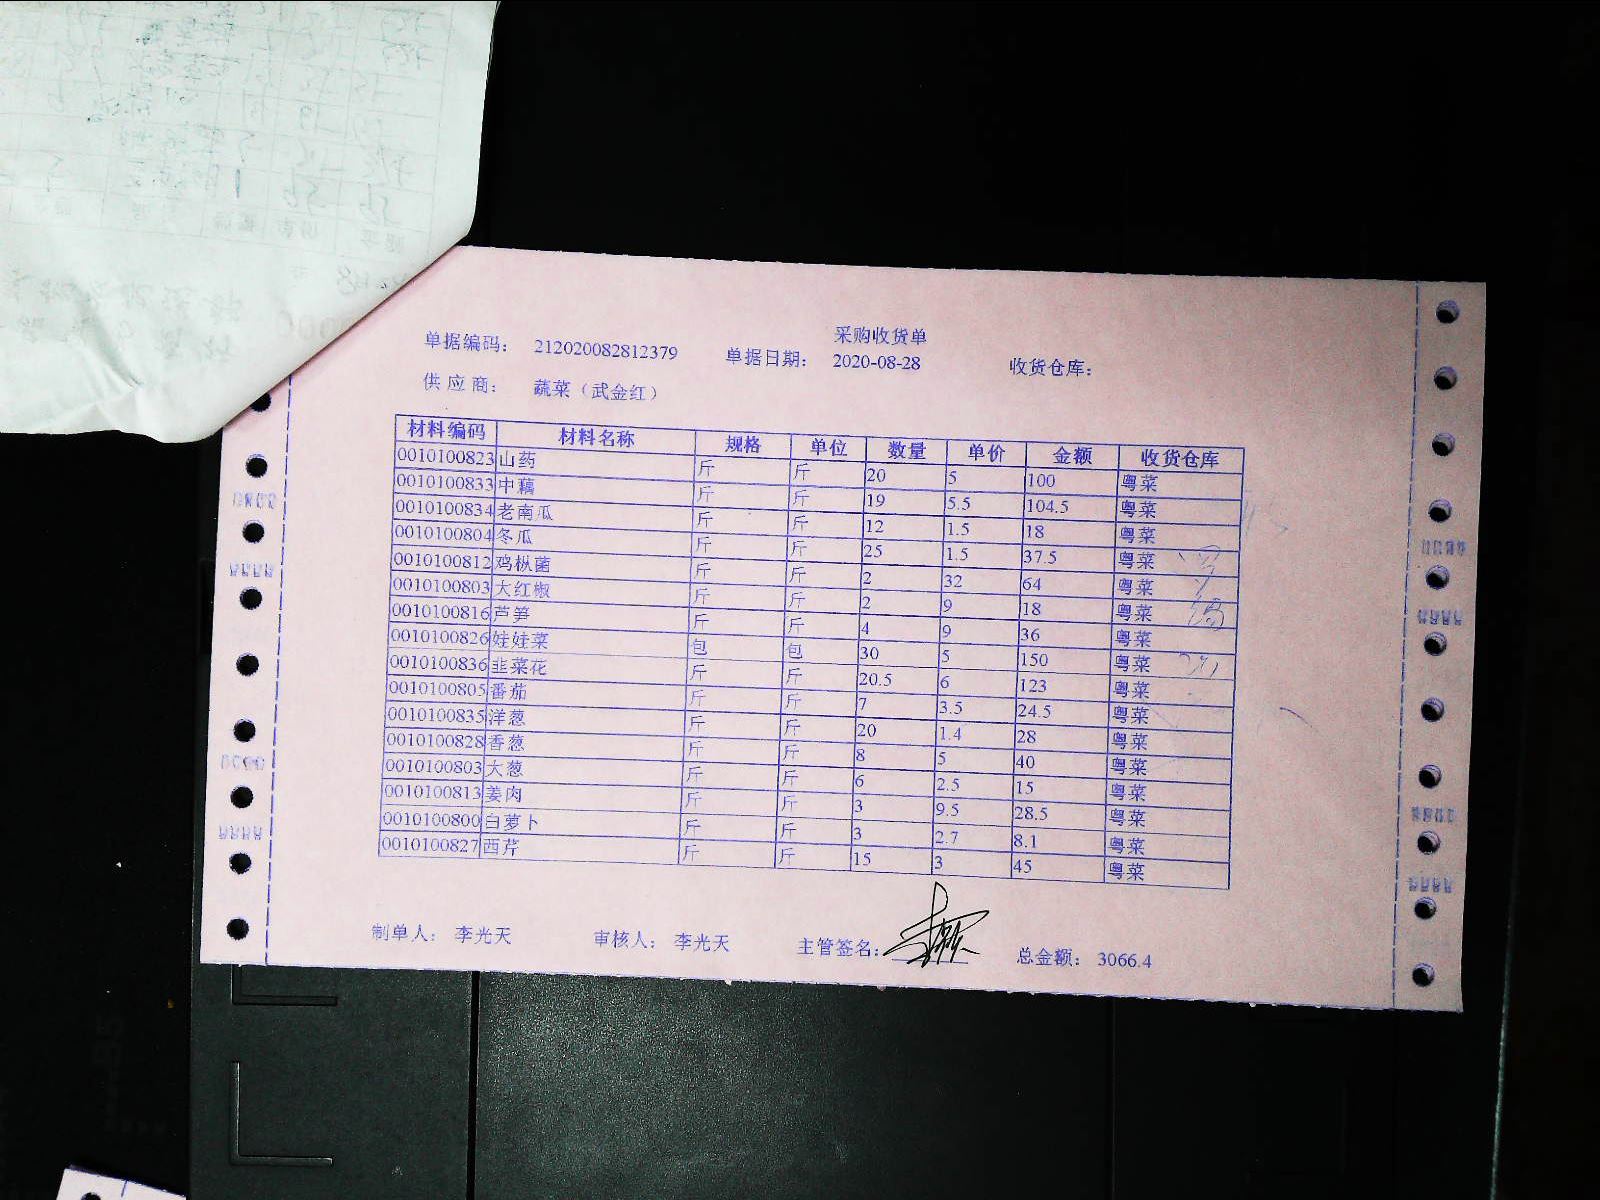 采购收货单
单据编码： 212020082812379 单据日期： 2020-08-28 收货仓库：
供 应 商： 蔬菜（武金红）
材料编码 材料名称 规格 单位 数量 单价 金额 收货仓库
0010100823 山药 斤 斤 20 5 100 粤菜
0010100833 中藕 斤 斤 19 5.5 104.5 粤菜
0010100834 老南瓜 斤 斤 12 1.5 18 粤菜
0010100804 冬瓜 斤 斤 25 1.5 37.5 粤菜
0010100812 鸡枞菌 斤 斤 2 32 64 粤菜
0010100803 大红椒 斤 斤 2 9 18 粤菜
0010100816 芦笋 斤 斤 4 9 36 粤菜
0010100826 娃娃菜 包 包 30 5 150 粤菜
0010100836 韭菜花 斤 斤 20.5 6 123 粤菜
0010100805 番茄 斤 斤 7 3.5 24.5 粤菜
0010100835 洋葱 斤 斤 20 1.4 28 粤菜
0010100828 香葱 斤 斤 8 5 40 粤菜
0010100803 大葱 斤 斤 6 2.5 15 粤菜
0010100813 姜肉 斤 斤 3 9.5 28.5 粤菜
0010100800 白萝卜 斤 斤 3 2.7 8.1 粤菜
0010100827 西芹 斤 斤 15 3 45 粤菜
制单人： 李光天 审核人： 李光天 主管签名： 总金额： 3066.4